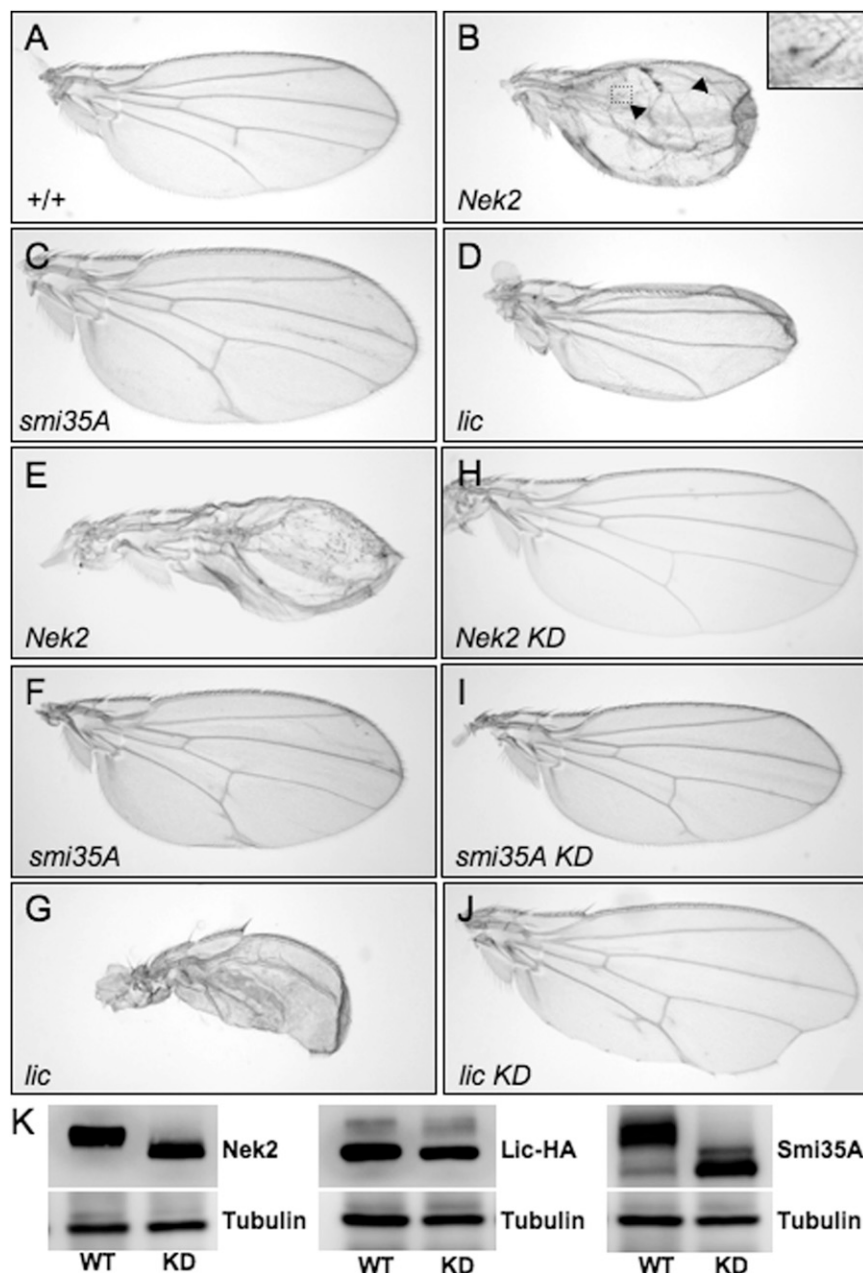 A
+/+
B
Nek2
C
smi35A
D
lic
E
Nek2
H
Nek2 KD
F
smi35A
I
smi35A KD
G
lic
J
lic KD
K
Nek2
Lic-HA
Smi35A
Tubulin
Tubulin
Tubulin
WT KD
WT KD
WT KD